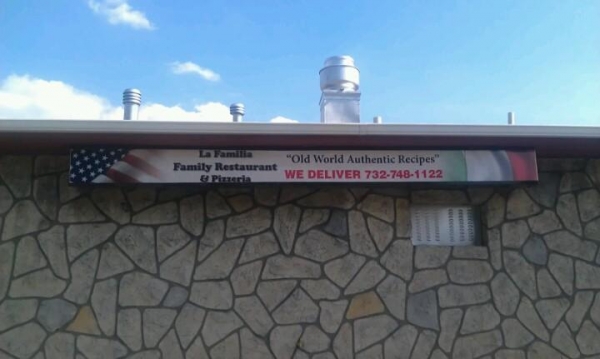 La Familia
Family Restaurant
& Pizzeria
"Old World Authentic Recipes"
WE DELIVER 732-748-1122